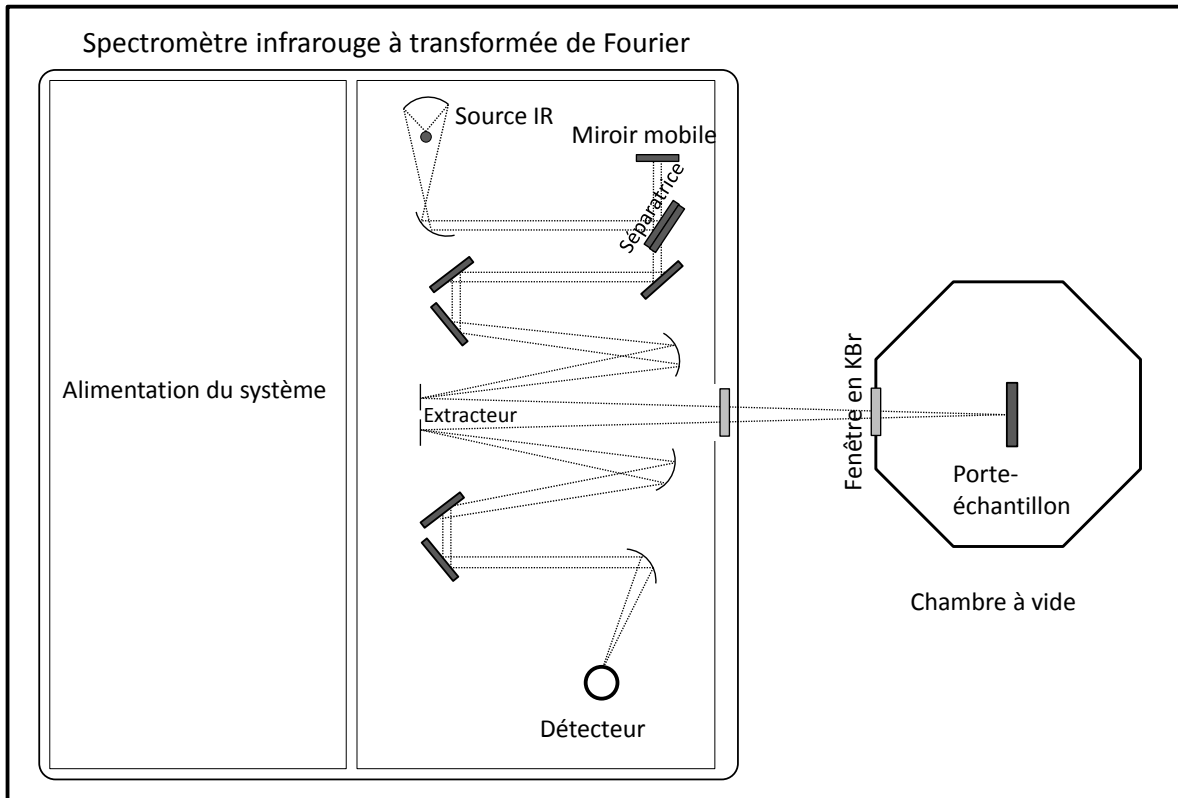 Spectromètre infrarouge à transformée de Fourier
Source IR
Miroir mobile
Séparatrice
Alimentation du système
Extracteur
Fenêtre en KBr
Porte-
échantillon
Chambre à vide
Détecteur